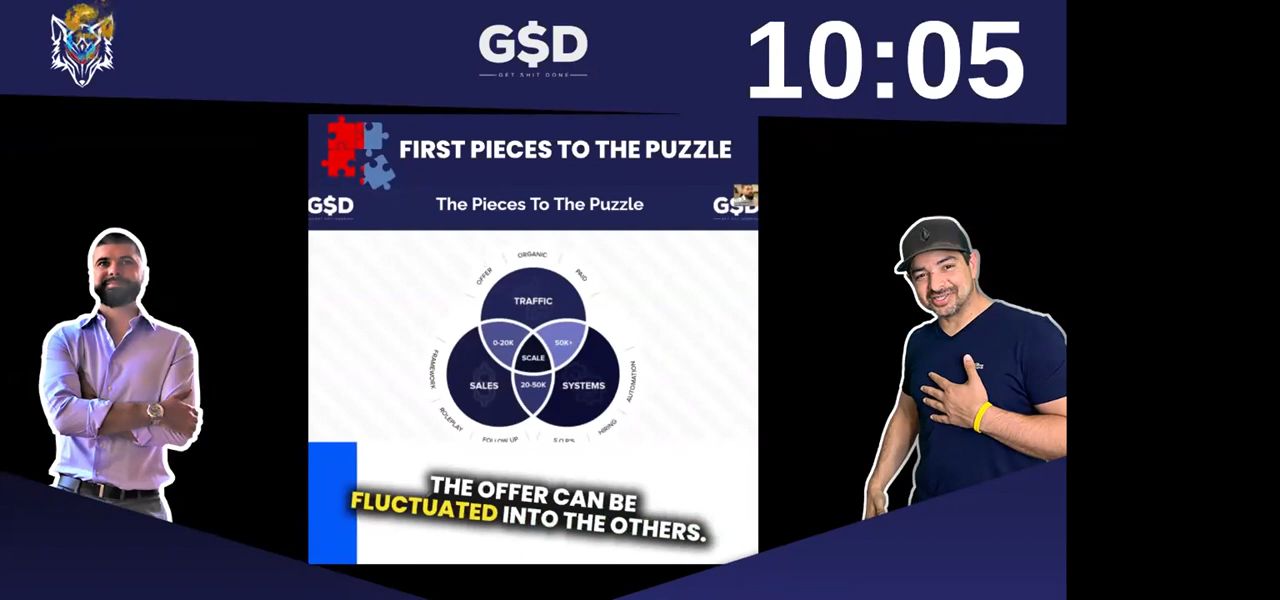 G$D
GET SHIT DONE
10:05
FIRST PIECES TO THE PUZZLE
G$D
The Pieces To The Puzzle
G$D
ORGANIC
OFFER
PAID
TRAFFIC
0-20K
50K+
SCALE
FRAMEWORK
SALES
20-50K
SYSTEMS
AUTOMATION
ROLEPLAY
HIRING
FOLLOW UP
S.O.P'S
THE OFFER CAN BE
FLUCTUATED INTO THE OTHERS.